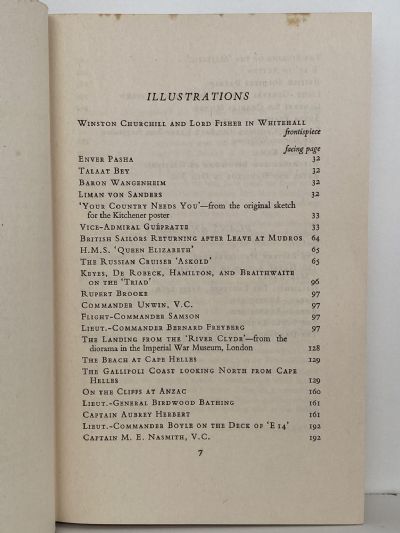 ILLUSTRATIONS
WINSTON CHURCHILL AND LORD FISHER IN WHITEHALL
frontispiece
facing page
ENVER PASHA 32
TALAAT BEY 32
BARON WANGENHEIM 32
LIMAN VON SANDERS 32
'YOUR COUNTRY NEEDS YOU'—from the original sketch
for the Kitchener poster 33
VICE-ADMIRAL GUÉPRATTE 33
BRITISH SAILORS RETURNING AFTER LEAVE AT MUDROS 64
H.M.S. 'QUEEN ELIZABETH' 65
THE RUSSIAN CRUISER 'ASKOLD' 65
KEYES, DE ROBECK, HAMILTON, AND BRAITHWAITE
ON THE 'TRIAD' 96
RUPERT BROOKE 97
COMMANDER UNWIN, V.C. 97
FLIGHT-COMMANDER SAMSON 97
LIEUT.-COMMANDER BERNARD FREYBERG 97
THE LANDING FROM THE 'RIVER CLYDE'—from the
diorama in the Imperial War Museum, London 128
THE BEACH AT CAPE HELLES 129
THE GALLIPOLI COAST LOOKING NORTH FROM CAPE
HELLES 129
ON THE CLIFFS AT ANZAC 160
LIEUT.-GENERAL BIRDWOOD BATHING 161
CAPTAIN AUBREY HERBERT 161
LIEUT.-COMMANDER BOYLE ON THE DECK OF 'E 14' 192
CAPTAIN M. E. NASMITH, V.C. 192
7